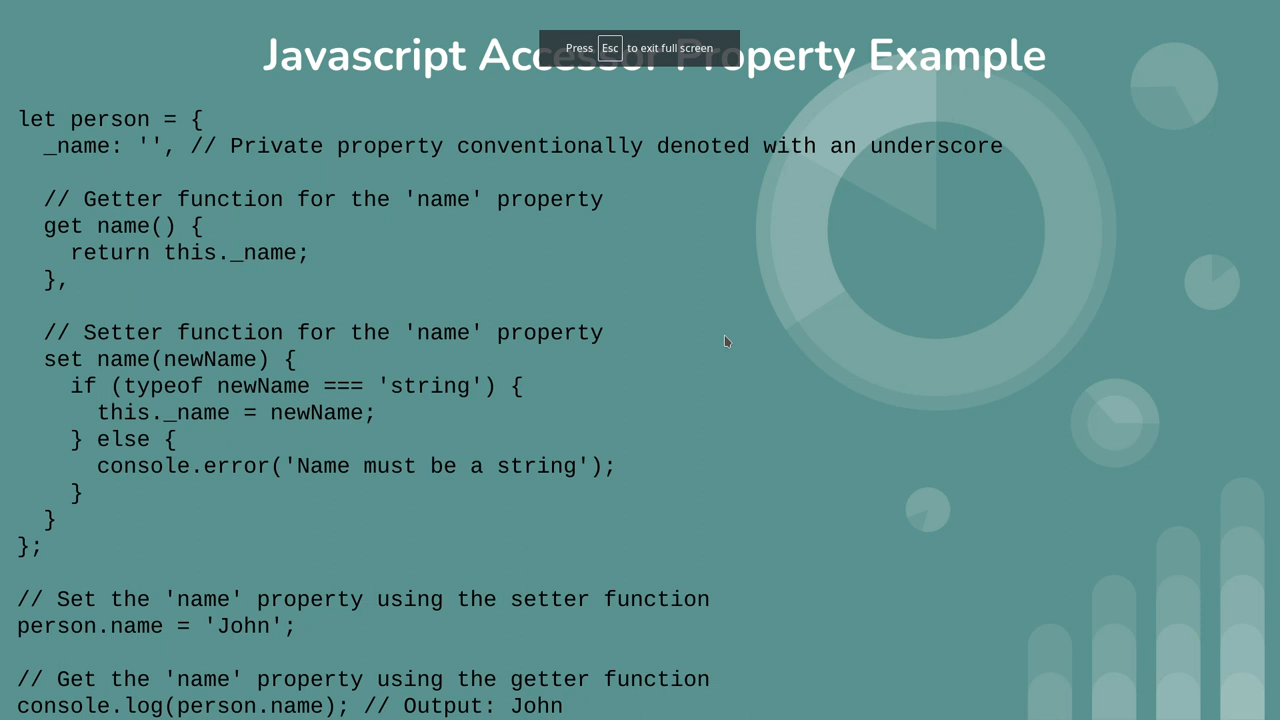 Javascript Accessor Property Example
Press Esc to exit full screen
let person = {
  _name: '', // Private property conventionally denoted with an underscore

  // Getter function for the 'name' property
  get name() {
    return this._name;
  },

  // Setter function for the 'name' property
  set name(newName) {
    if (typeof newName === 'string') {
      this._name = newName;
    } else {
      console.error('Name must be a string');
    }
  }
};

// Set the 'name' property using the setter function
person.name = 'John';

// Get the 'name' property using the getter function
console.log(person.name); // Output: John